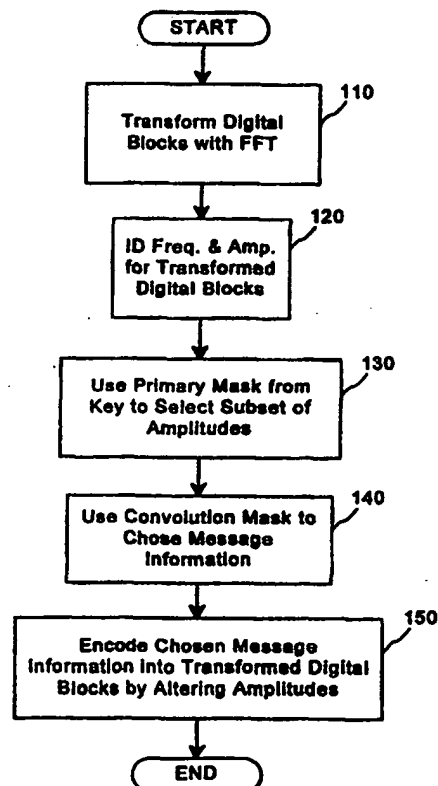 START
110
Transform Digital
Blocks with FFT
120
ID Freq. & Amp.
for Transformed
Digital Blocks
130
Use Primary Mask from
Key to Select Subset of
Amplitudes
140
Use Convolution Mask to
Chose Message
Information
150
Encode Chosen Message
Information into Transformed Digital
Blocks by Altering Amplitudes
END